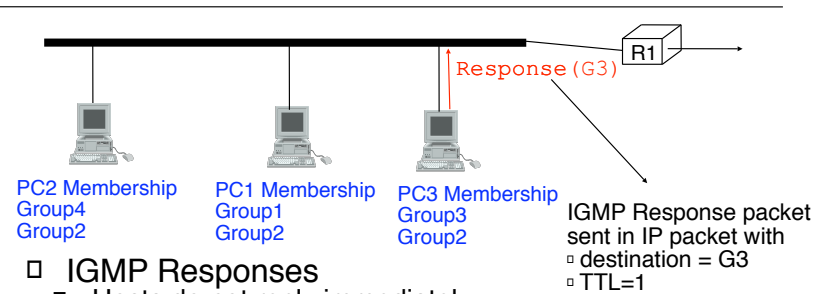 R1
Response(G3)
PC2 Membership
Group4
Group2
PC1 Membership
Group1
Group2
PC3 Membership
Group3
Group2
IGMP Response packet
sent in IP packet with
destination = G3
TTL=1
IGMP Responses